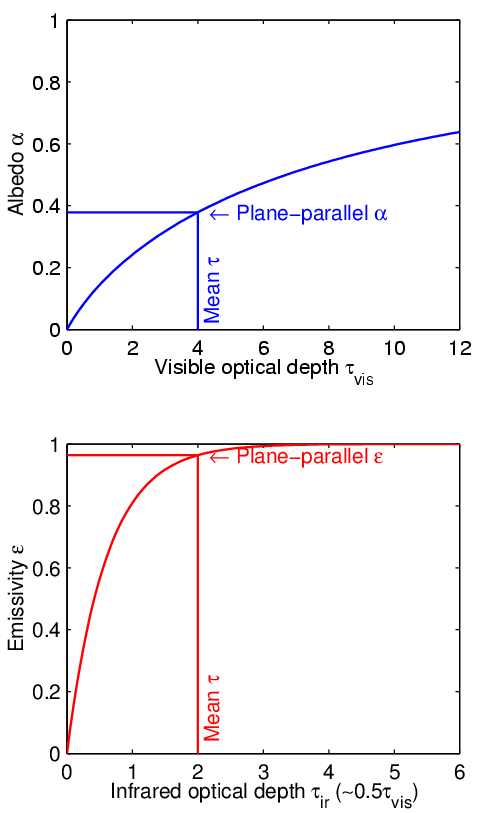 1
0.8
0.6
0.4
0.2
0
Albedo α
← Plane−parallel α
Mean τ
0 2 4 6 8 10 12
Visible optical depth τvis
1
0.8
0.6
0.4
0.2
0
Emissivity ε
← Plane−parallel ε
Mean τ
0 1 2 3 4 5 6
Infrared optical depth τir (~0.5τvis)